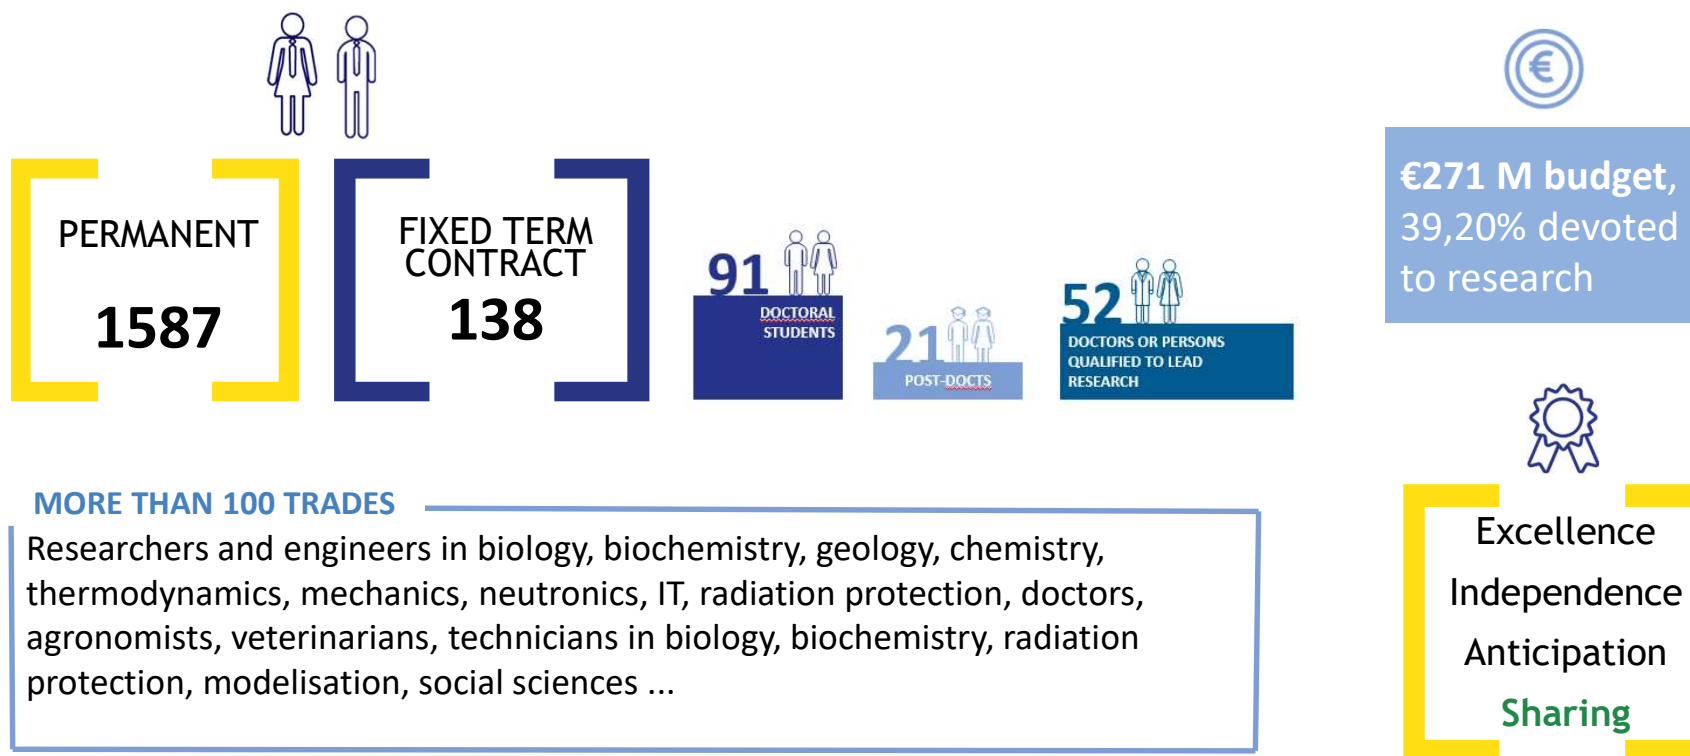 PERMANENT
1587
FIXED TERM
CONTRACT
138
91
DOCTORAL
STUDENTS
21
POST-DOCTS
52
DOCTORS OR PERSONS
QUALIFIED TO LEAD
RESEARCH
€
€271 M budget,
39,20% devoted
to research
MORE THAN 100 TRADES
Researchers and engineers in biology, biochemistry, geology, chemistry,
thermodynamics, mechanics, neutronics, IT, radiation protection, doctors,
agronomists, veterinarians, technicians in biology, biochemistry, radiation
protection, modelisation, social sciences ...
Excellence
Independence
Anticipation
Sharing